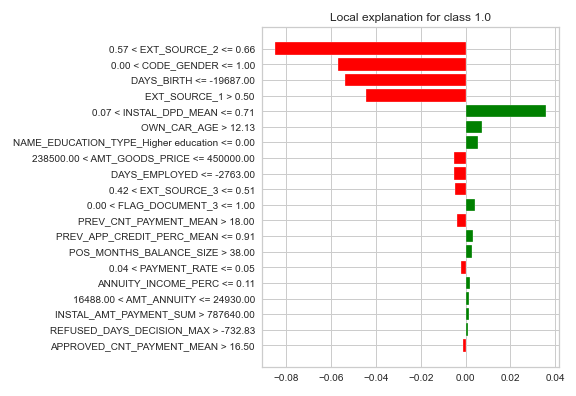 Local explanation for class 1.0
0.57 < EXT_SOURCE_2 <= 0.66
0.00 < CODE_GENDER <= 1.00
DAYS_BIRTH <= -19687.00
EXT_SOURCE_1 > 0.50
0.07 < INSTAL_DPD_MEAN <= 0.71
OWN_CAR_AGE > 12.13
NAME_EDUCATION_TYPE_Higher education <= 0.00
238500.00 < AMT_GOODS_PRICE <= 450000.00
DAYS_EMPLOYED <= -2763.00
0.42 < EXT_SOURCE_3 <= 0.51
0.00 < FLAG_DOCUMENT_3 <= 1.00
PREV_CNT_PAYMENT_MEAN > 18.00
PREV_APP_CREDIT_PERC_MEAN <= 0.91
POS_MONTHS_BALANCE_SIZE > 38.00
0.04 < PAYMENT_RATE <= 0.05
ANNUITY_INCOME_PERC <= 0.11
16488.00 < AMT_ANNUITY <= 24930.00
INSTAL_AMT_PAYMENT_SUM > 787640.00
REFUSED_DAYS_DECISION_MAX > -732.83
APPROVED_CNT_PAYMENT_MEAN > 16.50
−0.08 −0.06 −0.04 −0.02 0.00 0.02 0.04